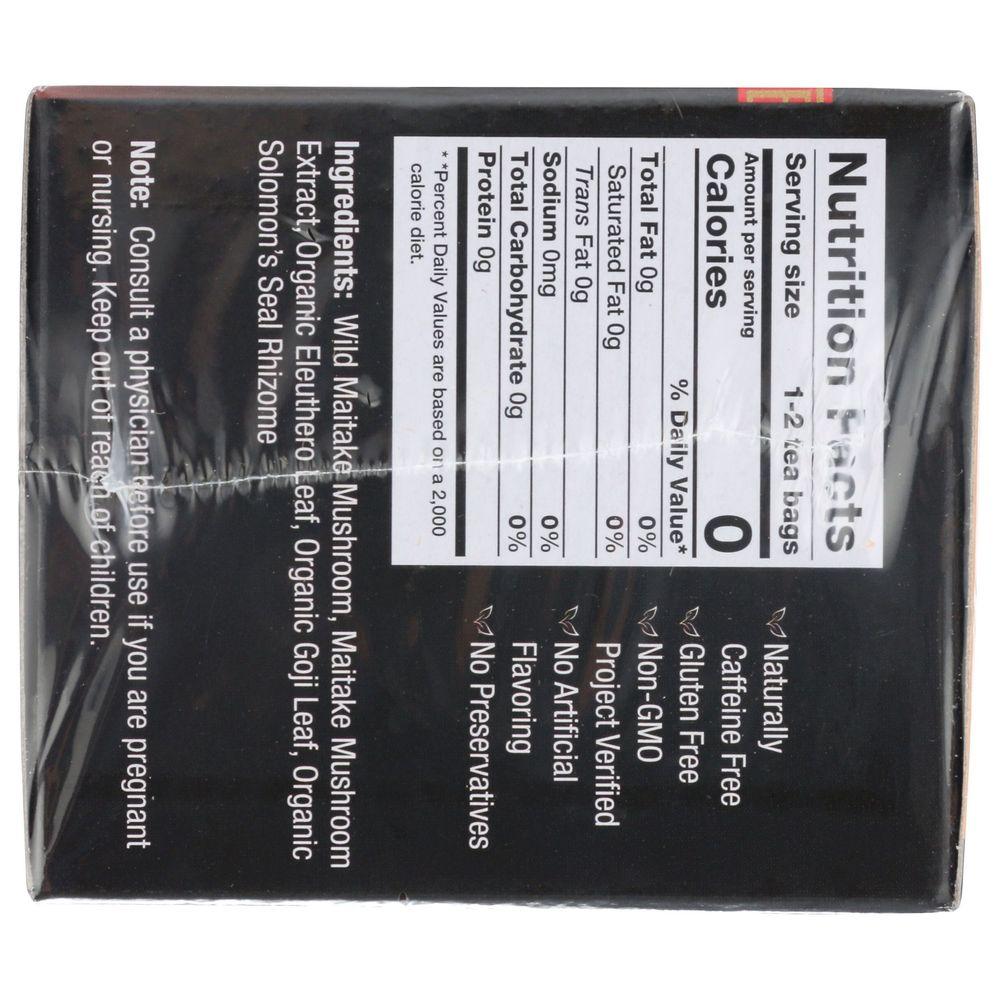 Nutrition Facts
Serving size 1-2 tea bags
Amount per serving
Calories 0
% Daily Value*
Total Fat 0g 0%
Saturated Fat 0g 0%
Trans Fat 0g
Sodium 0mg 0%
Total Carbohydrate 0g 0%
Protein 0g
* *Percent Daily Values are based on a 2,000
calorie diet.
Naturally
Caffeine Free
Gluten Free
Non-GMO
Project Verified
No Artificial
Flavoring
No Preservatives
Ingredients: Wild Maitake Mushroom, Maitake Mushroom
Extract, Organic Eleuthero Leaf, Organic Goji Leaf, Organic
Solomon's Seal Rhizome
Note: Consult a physician before use if you are pregnant
or nursing. Keep out of reach of children.